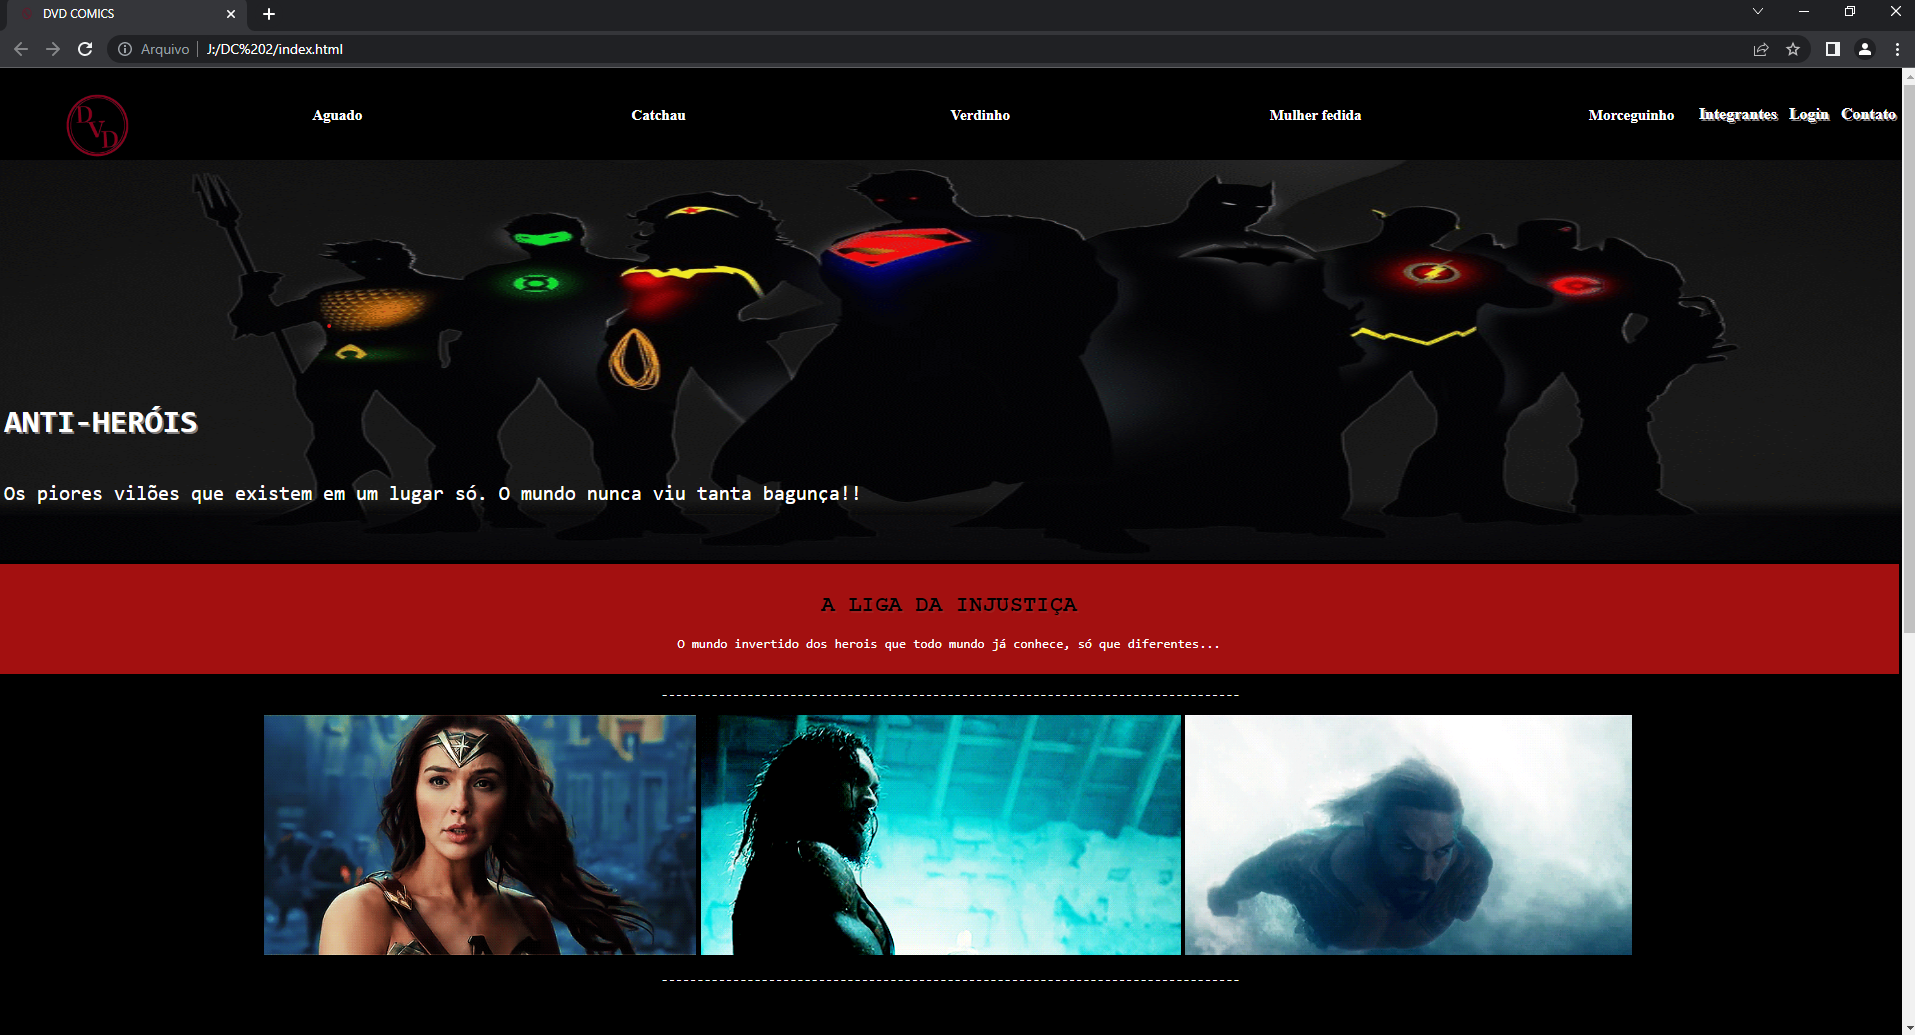 DVD COMICS
Arquivo | J:/DC%202/index.html
DVD
Aguado Catchau Verdinho Mulher fedida Morceguinho Integrantes Login Contato
ANTI-HERÓIS
Os piores vilões que existem em um lugar só. O mundo nunca viu tanta bagunça!!
A LIGA DA INJUSTIÇA
O mundo invertido dos herois que todo mundo já conhece, só que diferentes...